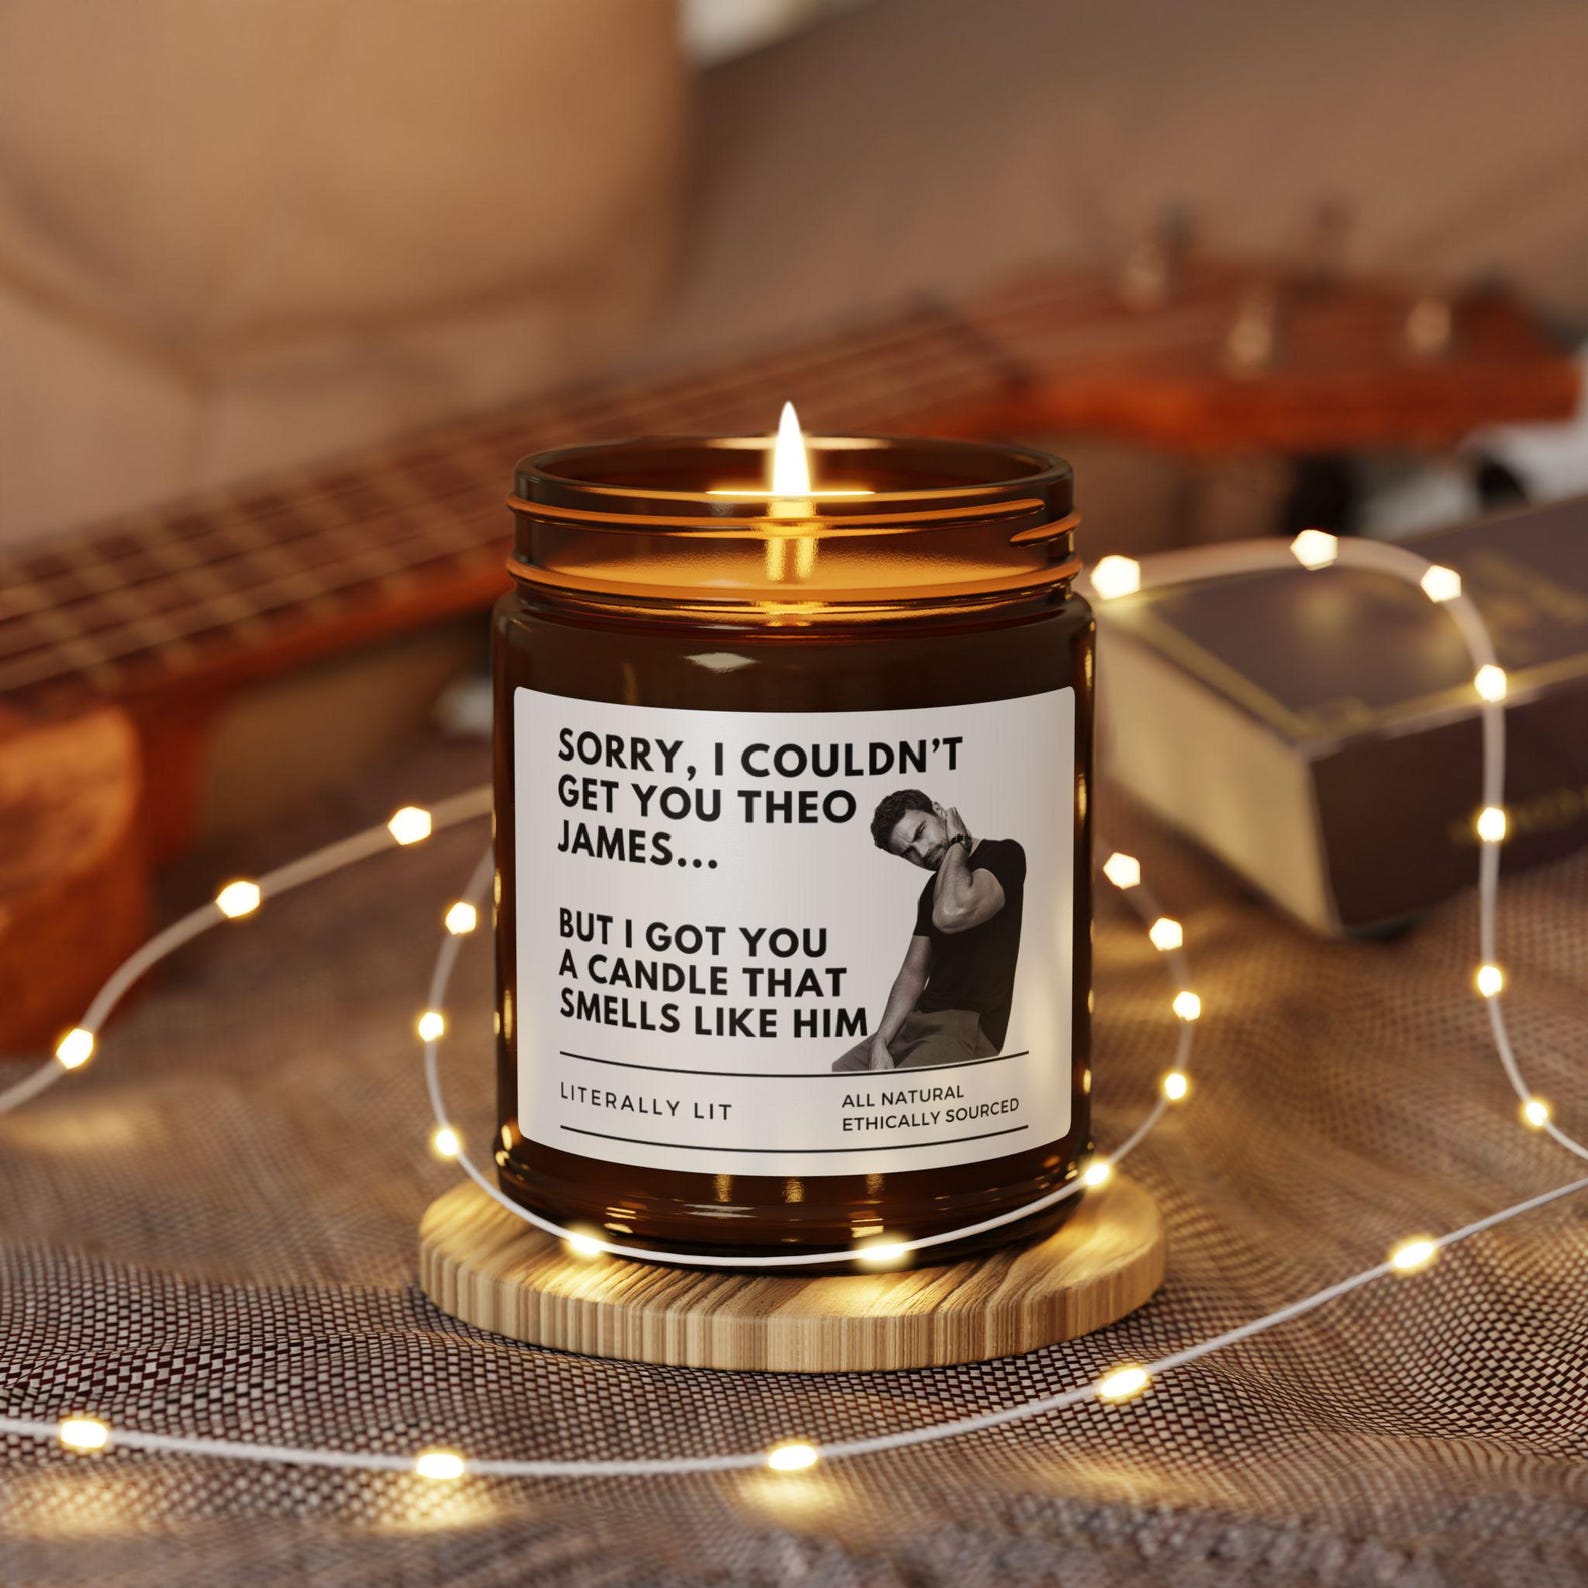 SORRY, I COULDN'T
GET YOU THEO
JAMES...
BUT I GOT YOU
A CANDLE THAT
SMELLS LIKE HIM
LITERALLY LIT
ALL NATURAL
ETHICALLY SOURCED